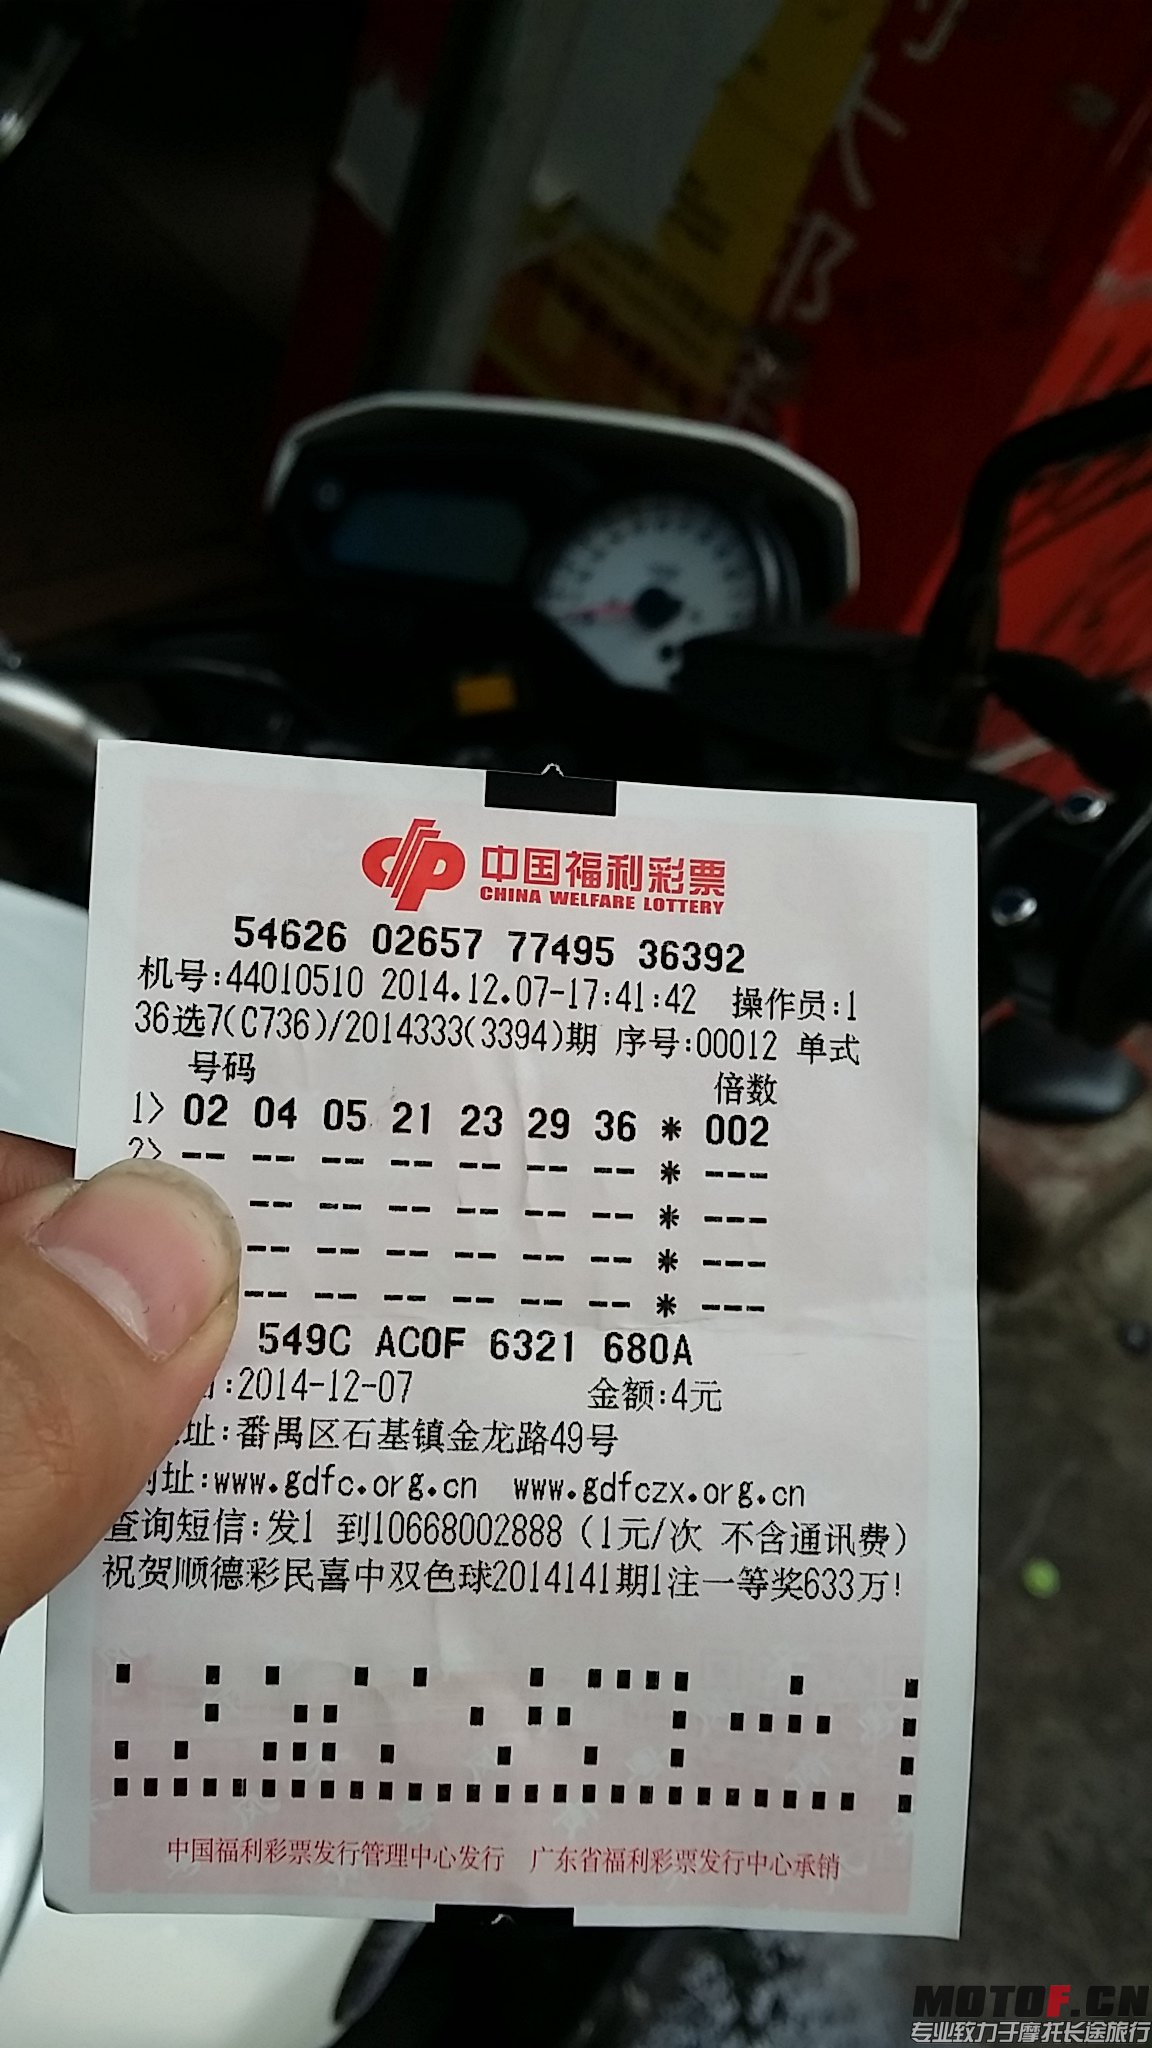 中国福利彩票
CHINA WELFARE LOTTERY
54626 02657 77495 36392
机号:44010510 2014.12.07-17:41:42 操作员:1
36选7(C736)/2014333(3394)期 序号:00012 单式
号码 倍数
1> 02 04 05 21 23 29 36 * 002
2> -- -- -- -- -- -- -- * ---
-- -- -- -- -- -- * ---
-- -- -- -- -- -- * ---
-- -- -- -- -- -- * ---
549C AC0F 6321 680A
:2014-12-07 金额:4元
址:番禺区石基镇金龙路49号
网址:www.gdfc.org.cn www.gdfczx.org.cn
查询短信:发1 到10668002888 (1元/次 不含通讯费)
祝贺顺德彩民喜中双色球2014141期1注一等奖633万!
中国福利彩票发行管理中心发行 广东省福利彩票发行中心承销
MOTOF.CN
专业致力于摩托长途旅行